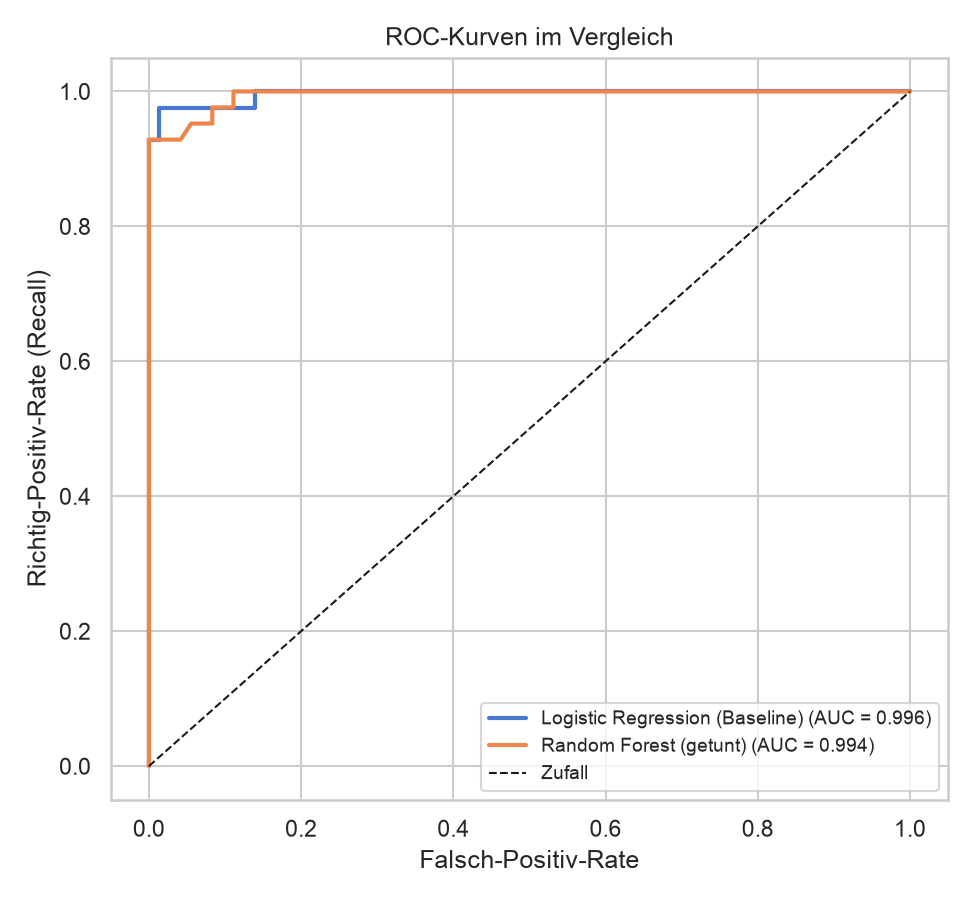 ROC-Kurven im Vergleich
1.0
0.8
0.6
0.4
0.2
0.0
Richtig-Positiv-Rate (Recall)
Logistic Regression (Baseline) (AUC = 0.996)
Random Forest (getunt) (AUC = 0.994)
Zufall
0.0 0.2 0.4 0.6 0.8 1.0
Falsch-Positiv-Rate